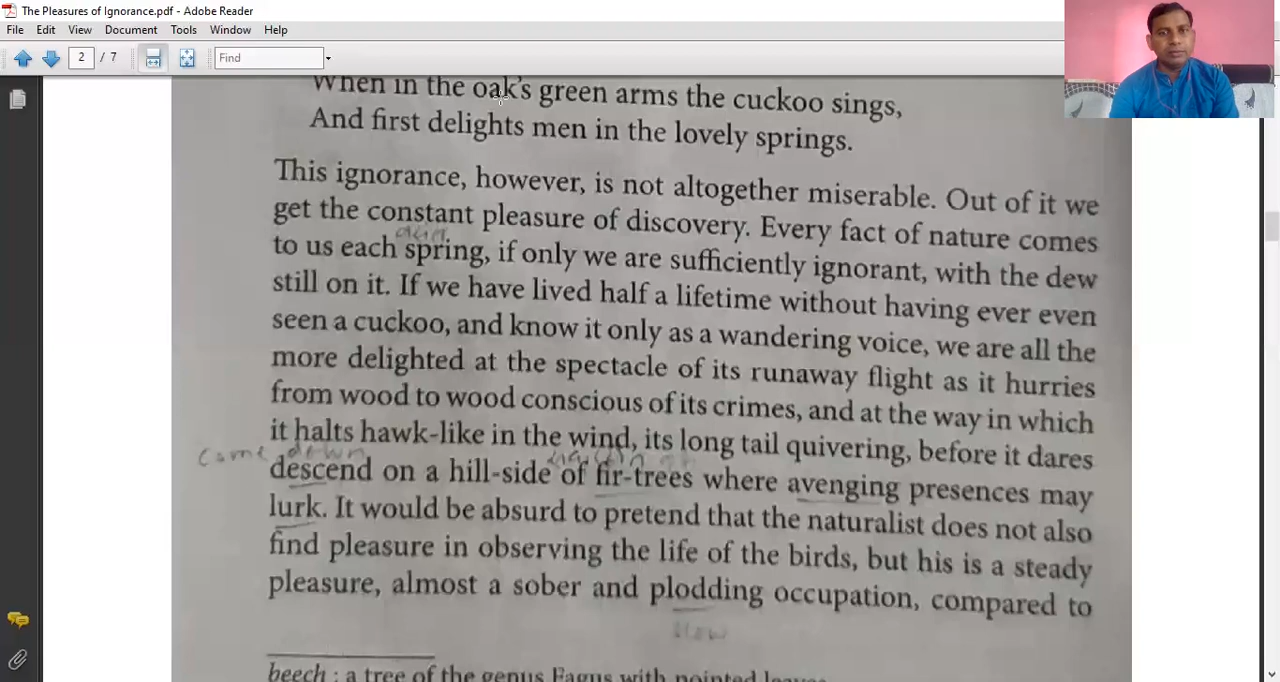 The Pleasures of Ignorance.pdf - Adobe Reader
File Edit View Document Tools Window Help
2 / 7 Find
When in the oak's green arms the cuckoo sings,
And first delights men in the lovely springs.
This ignorance, however, is not altogether miserable. Out of it we
get the constant pleasure of discovery. Every fact of nature comes
to us each spring, if only we are sufficiently ignorant, with the dew
still on it. If we have lived half a lifetime without having ever even
seen a cuckoo, and know it only as a wandering voice, we are all the
more delighted at the spectacle of its runaway flight as it hurries
from wood to wood conscious of its crimes, and at the way in which
it halts hawk-like in the wind, its long tail quivering, before it dares
come down
descend on a hill-side of fir-trees where avenging presences may
lurk. It would be absurd to pretend that the naturalist does not also
find pleasure in observing the life of the birds, but his is a steady
pleasure, almost a sober and plodding occupation, compared to
slow
beech : a tree of the genus Fagus with pointed leaves